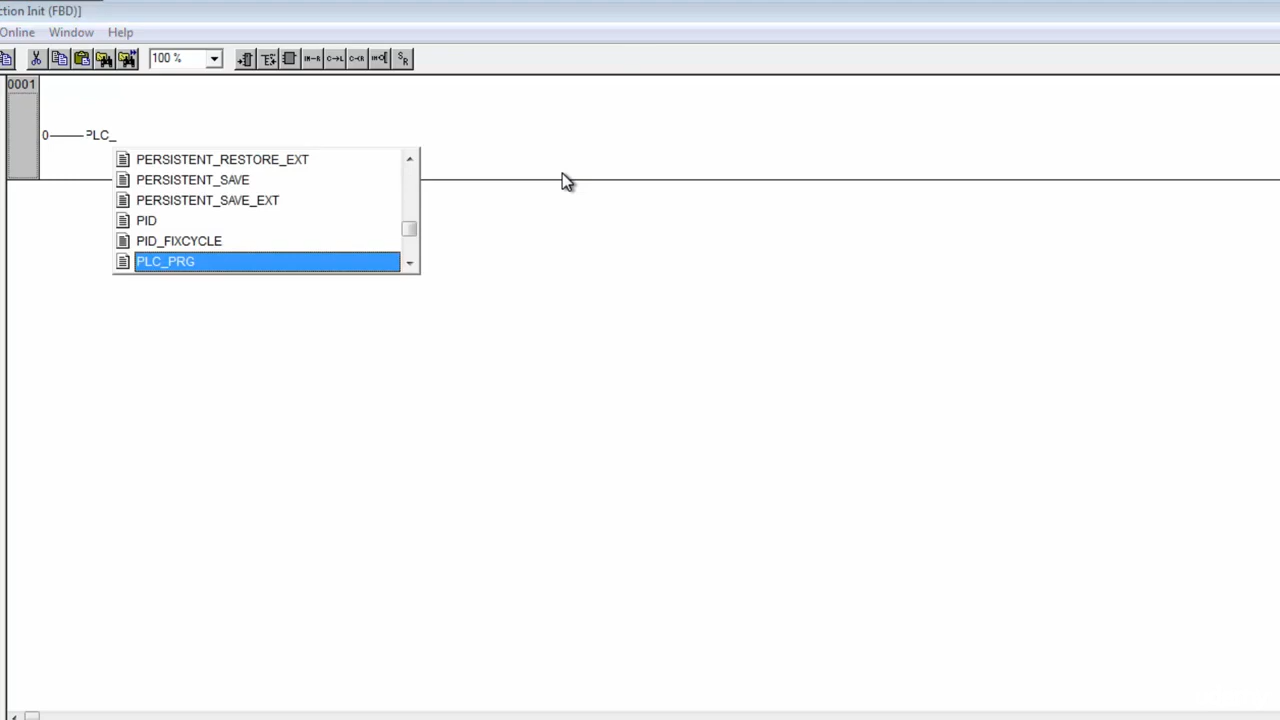 ction Init (FBD)]
Online Window Help
100 %
0001
0 PLC_
PERSISTENT_RESTORE_EXT
PERSISTENT_SAVE
PERSISTENT_SAVE_EXT
PID
PID_FIXCYCLE
PLC_PRG